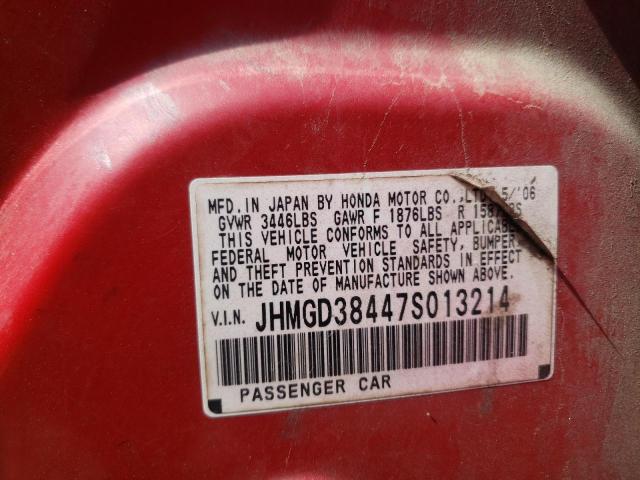 MFD. IN JAPAN BY HONDA MOTOR CO., LTD. 5/'06
GVWR 3446LBS GAWR F 1876LBS R
THIS VEHICLE CONFORMS TO ALL APPLICABLE
FEDERAL MOTOR VEHICLE SAFETY, BUMPER,
AND THEFT PREVENTION STANDARDS IN EFFECT
ON THE DATE OF MANUFACTURE SHOWN ABOVE.
V.I.N. JHMGD38447S013214
PASSENGER CAR